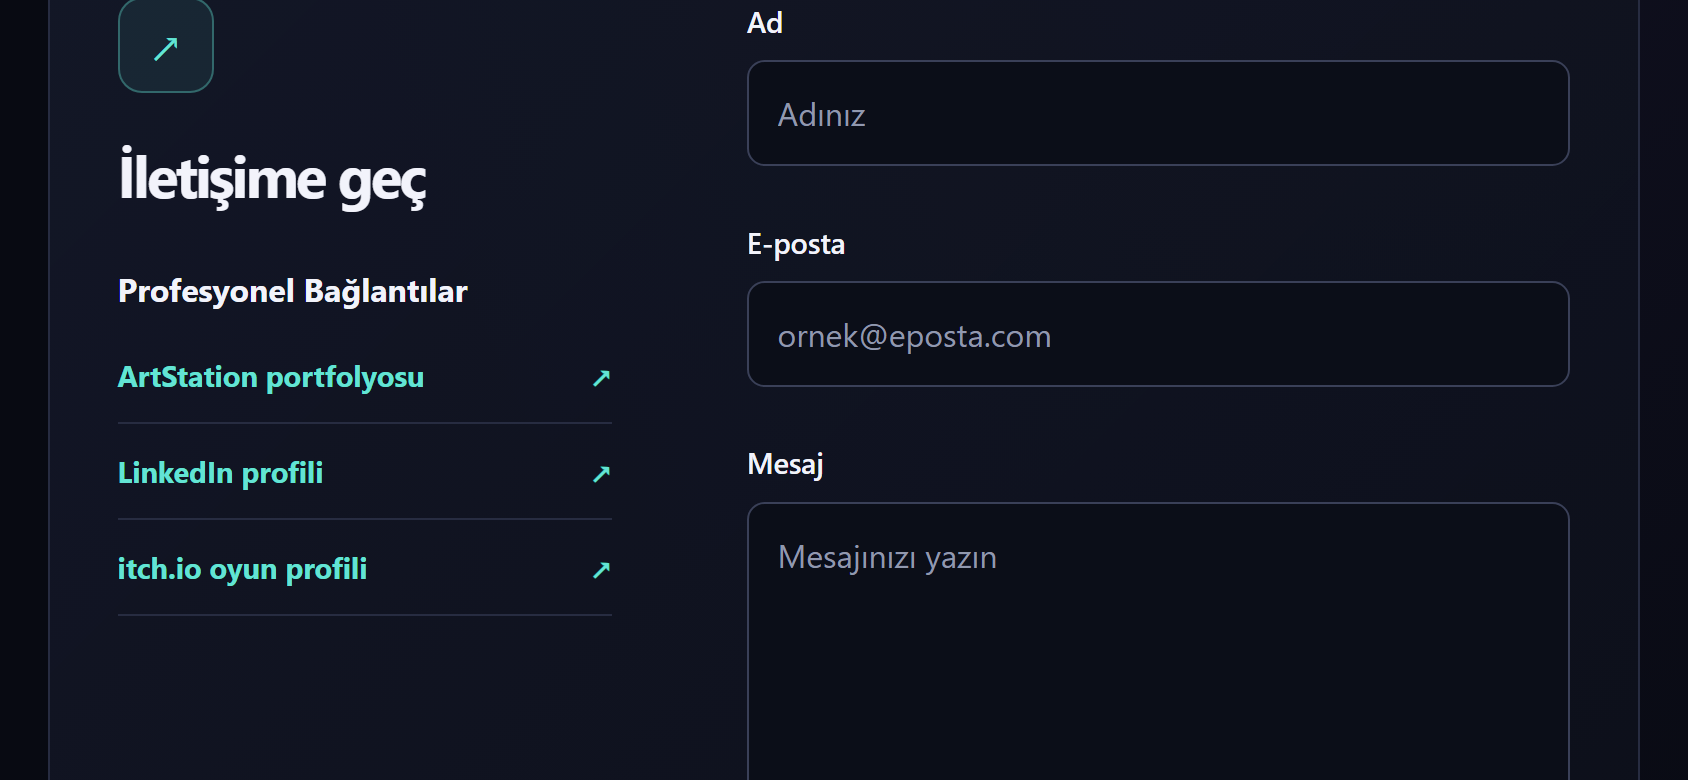 İletişime geç
Profesyonel Bağlantılar
ArtStation portfolyosu ↗
LinkedIn profili ↗
itch.io oyun profili ↗
Ad
Adınız
E-posta
ornek@eposta.com
Mesaj
Mesajınızı yazın